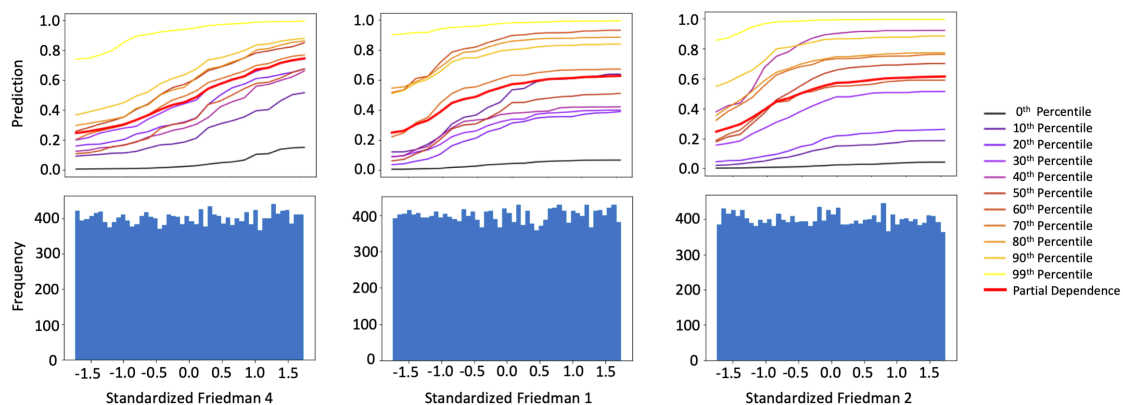 1.0 1.0 1.0
0.8 0.8 0.8
0.6 0.6 0.6
0.4 0.4 0.4
0.2 0.2 0.2
0.0 0.0 0.0
Prediction
400 400 400
300 300 300
200 200 200
100 100 100
0 0 0
Frequency
-1.5 -1.0 -0.5 0.0 0.5 1.0 1.5
Standardized Friedman 4
-1.5 -1.0 -0.5 0.0 0.5 1.0 1.5
Standardized Friedman 1
-1.5 -1.0 -0.5 0.0 0.5 1.0 1.5
Standardized Friedman 2
0th Percentile
10th Percentile
20th Percentile
30th Percentile
40th Percentile
50th Percentile
60th Percentile
70th Percentile
80th Percentile
90th Percentile
99th Percentile
Partial Dependence